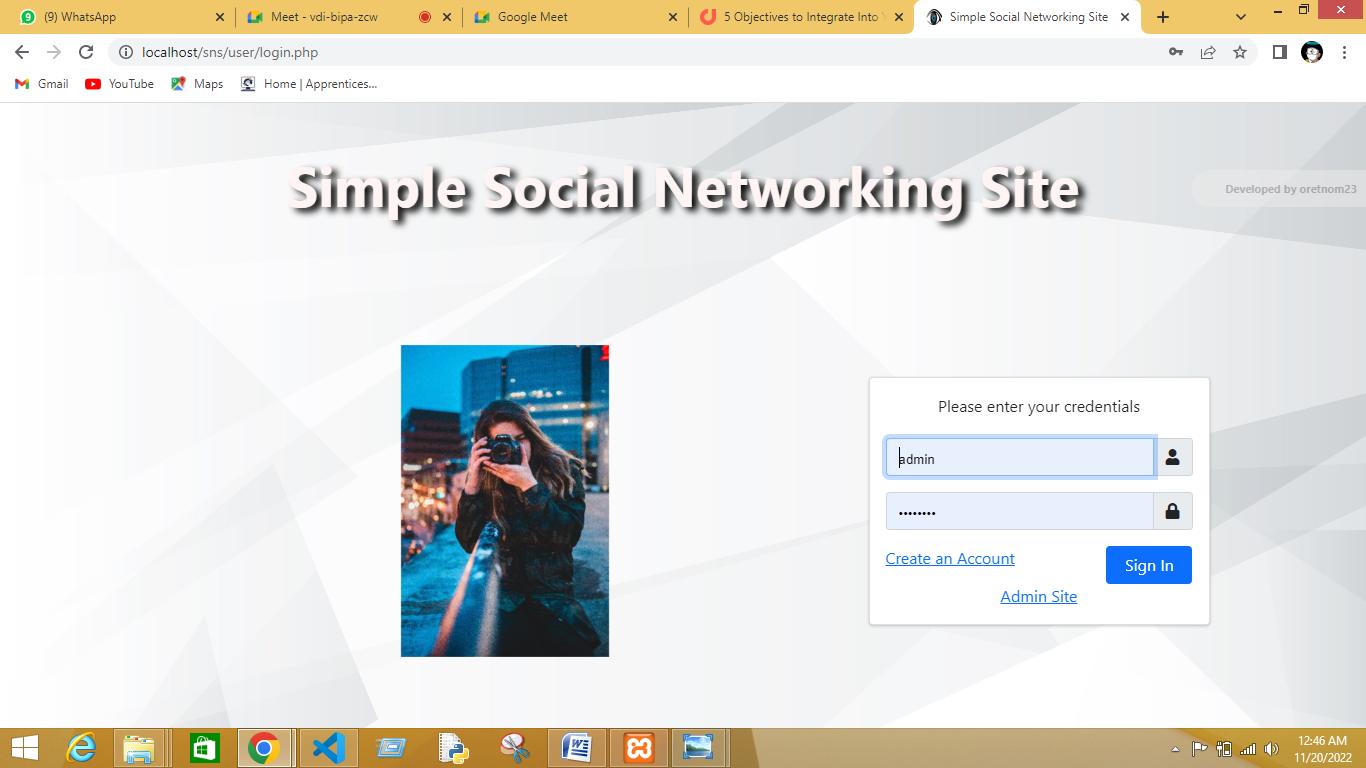 (9) WhatsApp
Meet - vdi-bipa-zcw
Google Meet
5 Objectives to Integrate Into
Simple Social Networking Site
localhost/sns/user/login.php
Gmail
YouTube
Maps
Home | Apprentices...
Simple Social Networking Site
Developed by oretnom23
Please enter your credentials
admin
••••••••
Create an Account
Sign In
Admin Site
12:46 AM
11/20/2022